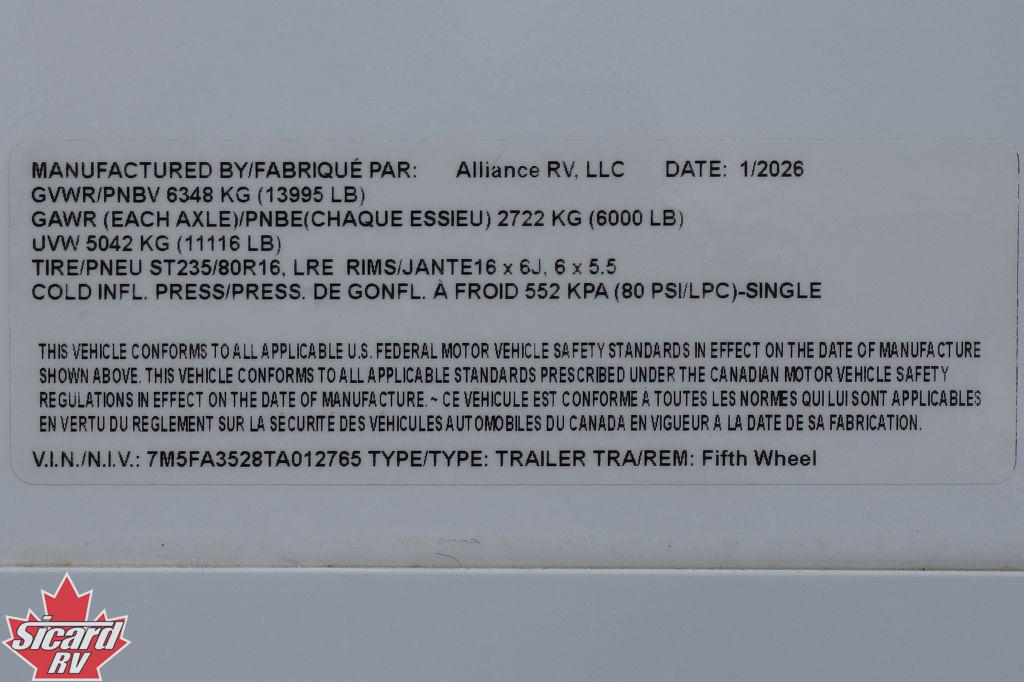 MANUFACTURED BY/FABRIQUÉ PAR: Alliance RV, LLC DATE: 1/2026
GVWR/PNBV 6348 KG (13995 LB)
GAWR (EACH AXLE)/PNBE(CHAQUE ESSIEU) 2722 KG (6000 LB)
UVW 5042 KG (11116 LB)
TIRE/PNEU ST235/80R16, LRE RIMS/JANTE16 x 6J, 6 x 5.5
COLD INFL. PRESS/PRESS. DE GONFL. À FROID 552 KPA (80 PSI/LPC)-SINGLE
THIS VEHICLE CONFORMS TO ALL APPLICABLE U.S. FEDERAL MOTOR VEHICLE SAFETY STANDARDS IN EFFECT ON THE DATE OF MANUFACTURE
SHOWN ABOVE. THIS VEHICLE CONFORMS TO ALL APPLICABLE STANDARDS PRESCRIBED UNDER THE CANADIAN MOTOR VEHICLE SAFETY
REGULATIONS IN EFFECT ON THE DATE OF MANUFACTURE. ~ CE VÉHICULE EST CONFORME À TOUTES LES NORMES QUI LUI SONT APPLICABLES
EN VERTU DU RÈGLEMENT SUR LA SÉCURITÉ DES VÉHICULES AUTOMOBILES DU CANADA EN VIGUEUR À LA DATE DE SA FABRICATION.
V.I.N./N.I.V.: 7M5FA3528TA012765 TYPE/TYPE: TRAILER TRA/REM: Fifth Wheel
Sicard
RV